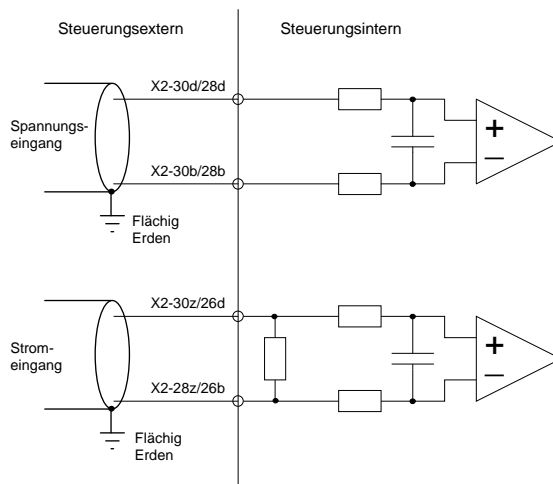 Steuerungsextern
Steuerungsintern
X2-30d/28d
Spannungs-
eingang
+
−
X2-30b/28b
Flächig
Erden
X2-30z/26d
Strom-
eingang
+
−
X2-28z/26b
Flächig
Erden